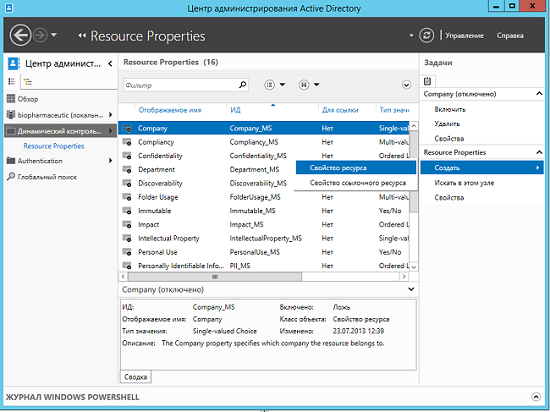 Центр администрирования Active Directory
Resource Properties
Управление
Справка
Центр админист...
Обзор
biopharmaceutic (локальн...
Динамический контроль...
Resource Properties
Authentication
Глобальный поиск
Resource Properties (16)
Фильтр
Отображаемое имя ИД Для ссылки Тип значе
Company Company_MS Нет Single-valu
Compliancy Compliancy_MS Нет Multi-valu
Confidentiality Confidentiality_MS Нет Ordered L
Department Department_MS
Discoverability Discoverability_MS
Folder Usage FolderUsage_MS Нет Multi-valu
Immutable Immutable_MS Нет Yes/No
Impact Impact_MS Нет Ordered L
Intellectual Property IntellectualProperty_MS Нет Single-valu
Personal Use PersonalUse_MS Нет Yes/No
Personally Identifiable Info... PII_MS Нет Ordered L
Свойство ресурса
Свойство ссылочного ресурса
Company (отключено)
ИД: Company_MS Включено: Ложь
Отображаемое имя: Company Класс объекта: Свойство ресурса
Тип значения: Single-valued Choice Изменено: 23.07.2013 12:39
Описание: The Company property specifies which company the resource belongs to.
Сводка
Задачи
Company (отключено)
Включить
Удалить
Свойства
Resource Properties
Создать
Искать в этом узле
Свойства
ЖУРНАЛ WINDOWS POWERSHELL